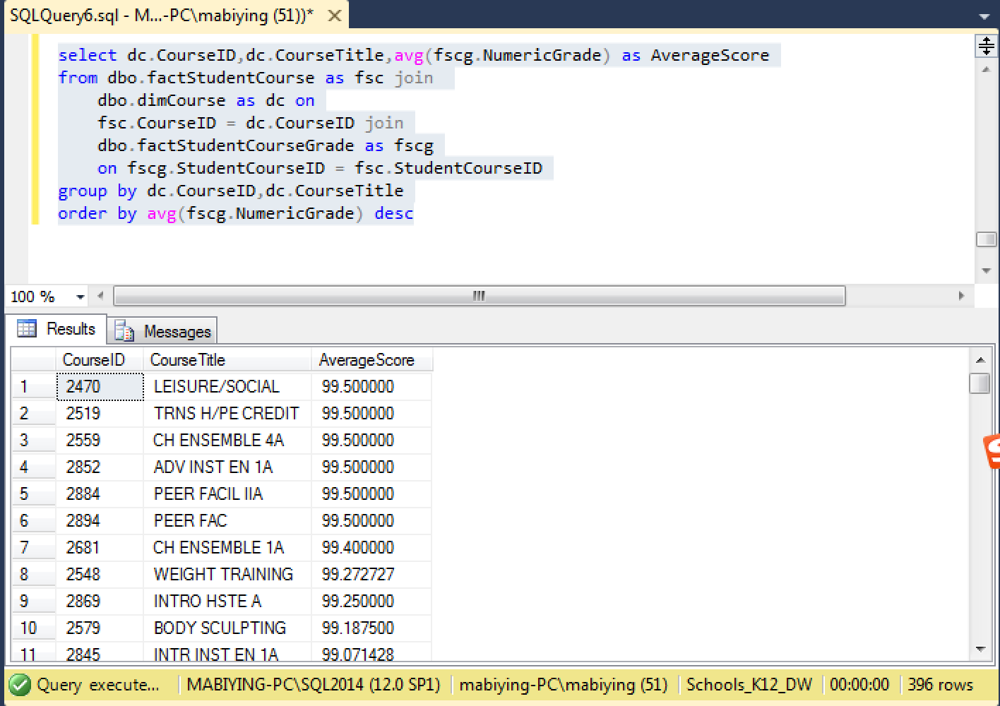 SQLQuery6.sql - M...-PC\mabiying (51))*
select dc.CourseID,dc.CourseTitle,avg(fscg.NumericGrade) as AverageScore
from dbo.factStudentCourse as fsc join
dbo.dimCourse as dc on
fsc.CourseID = dc.CourseID join
dbo.factStudentCourseGrade as fscg
on fscg.StudentCourseID = fsc.StudentCourseID
group by dc.CourseID,dc.CourseTitle
order by avg(fscg.NumericGrade) desc
100 %
Results Messages
CourseID CourseTitle AverageScore
1 2470 LEISURE/SOCIAL 99.500000
2 2519 TRNS H/PE CREDIT 99.500000
3 2559 CH ENSEMBLE 4A 99.500000
4 2852 ADV INST EN 1A 99.500000
5 2884 PEER FACIL IIA 99.500000
6 2894 PEER FAC 99.500000
7 2681 CH ENSEMBLE 1A 99.400000
8 2548 WEIGHT TRAINING 99.272727
9 2869 INTRO HSTE A 99.250000
10 2579 BODY SCULPTING 99.187500
11 2845 INTR INST EN 1A 99.071428
Query execute... MABIYING-PC\SQL2014 (12.0 SP1) mabiying-PC\mabiying (51) Schools_K12_DW 00:00:00 396 rows